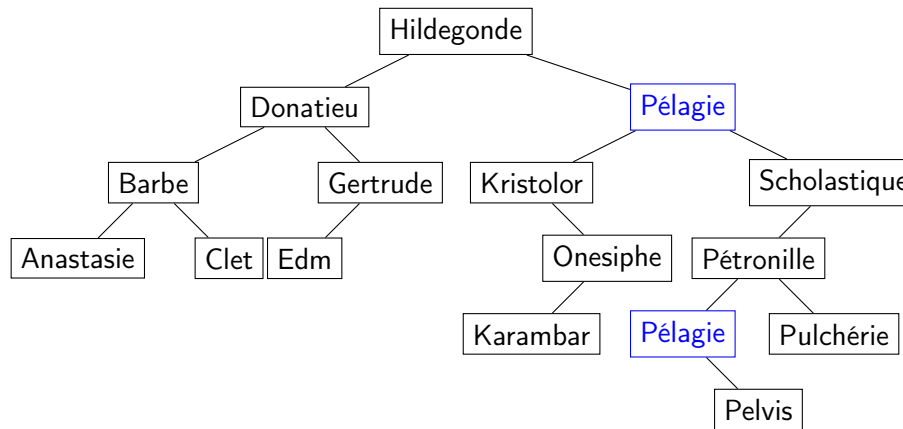 Hildegonde
Donatieu
Pélagie
Barbe
Gertrude
Kristolor
Scholastique
Anastasie
Clet
Edm
Onesiphe
Pétronille
Karambar
Pélagie
Pulchérie
Pelvis